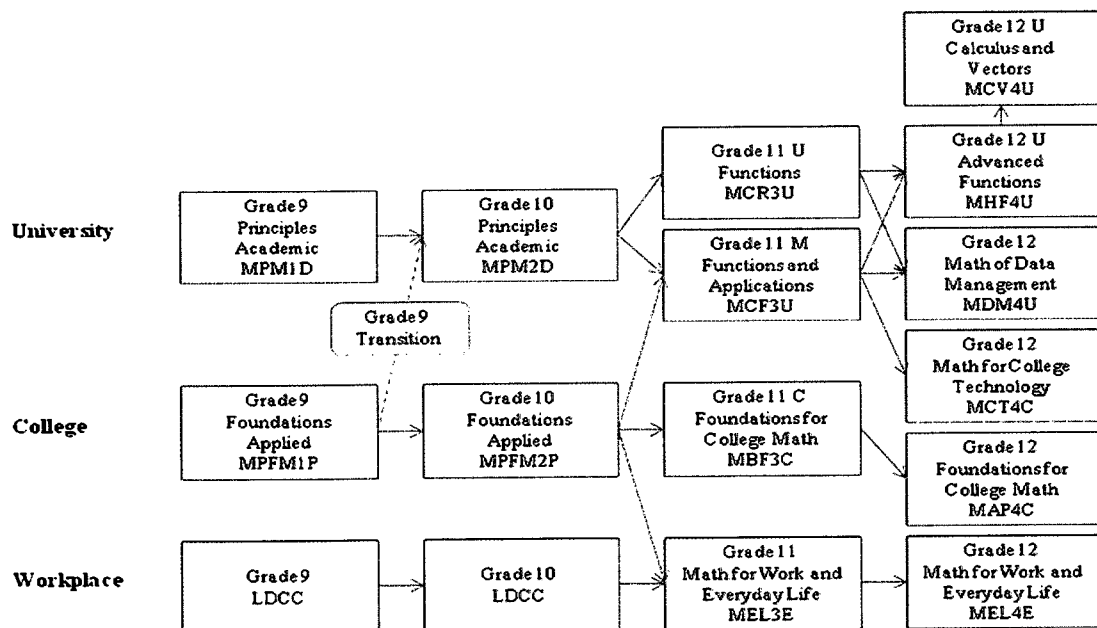 Grade 12 U
Calculus and
Vectors
MCV4U
Grade 11 U
Functions
MCR3U
Grade 12 U
Advanced
Functions
MHF4U
University
Grade 9
Principles
Academic
MPM1D
Grade 10
Principles
Academic
MPM2D
Grade 11 M
Functions and
Applications
MCF3U
Grade 12
Math of Data
Management
MDM4U
Grade 9
Transition
Grade 12
Math for College
Technology
MCT4C
College
Grade 9
Foundations
Applied
MPFM1P
Grade 10
Foundations
Applied
MPFM2P
Grade 11 C
Foundations for
College Math
MBF3C
Grade 12
Foundations for
College Math
MAP4C
Workplace
Grade 9
LDCC
Grade 10
LDCC
Grade 11
Math for Work and
Everyday Life
MEL3E
Grade 12
Math for Work and
Everyday Life
MEL4E